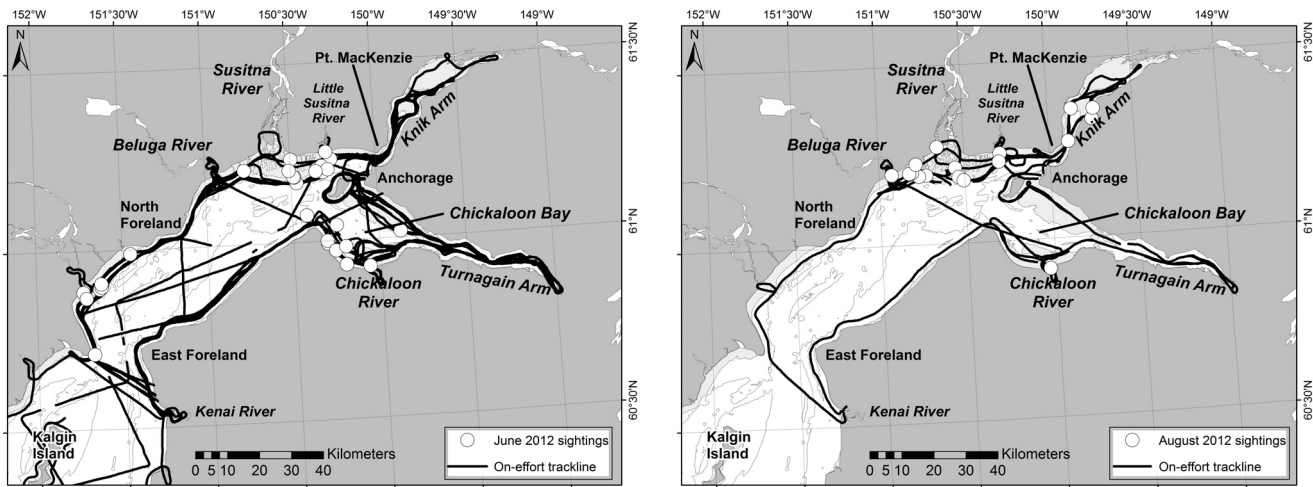 152°W 151°30'W 151°W 150°30'W 150°W 149°30'W 149°W
N
61°30'N
Pt. MacKenzie
Susitna
River
Little
Susitna
River
Knik Arm
Beluga River
Anchorage
North
Foreland
Chickaloon Bay
61°N
Chickaloon
River
Turnagain Arm
East Foreland
Kenai River
60°30'N
Kalgin
Island
June 2012 sightings
On-effort trackline
Kilometers
0 5 10 20 30 40
152°W 151°30'W 151°W 150°30'W 150°W 149°30'W 149°W
N
61°30'N
Pt. MacKenzie
Susitna
River
Little
Susitna
River
Knik Arm
Beluga River
Anchorage
North
Foreland
Chickaloon Bay
61°N
Chickaloon
River
Turnagain Arm
East Foreland
Kenai River
60°30'N
Kalgin
Island
August 2012 sightings
On-effort trackline
Kilometers
0 5 10 20 30 40